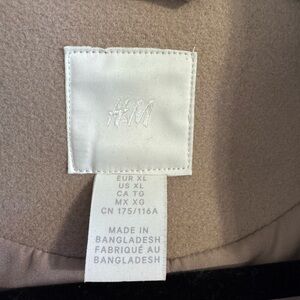 H&M
EUR XL
US XL
CA TG
MX XG
CN 175/116A
MADE IN
BANGLADESH
FABRIQUÉ AU
BANGLADESH